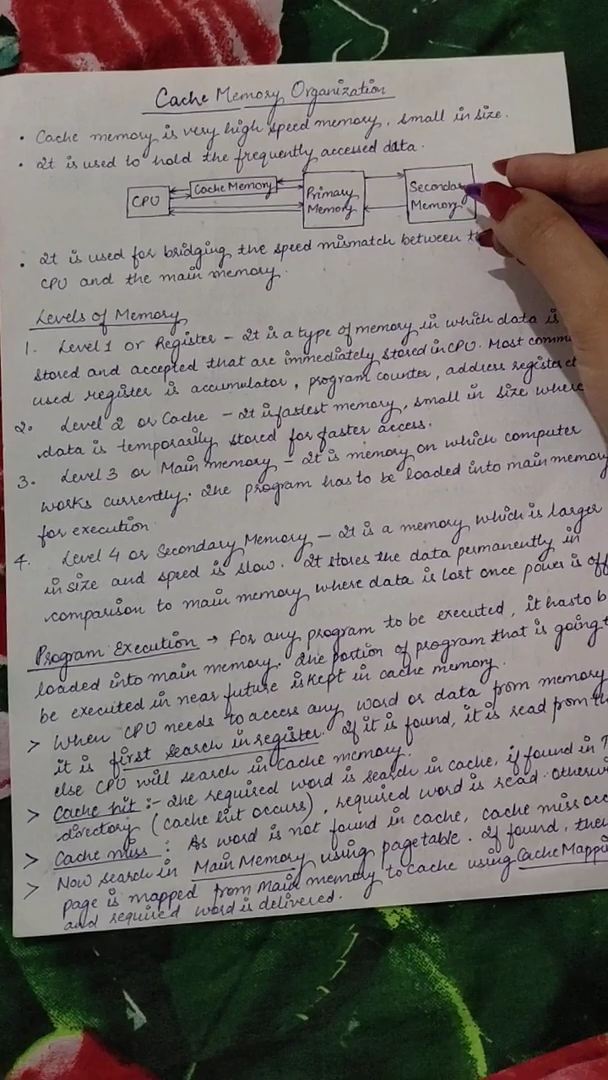 Cache Memory Organization
• Cache memory is very high speed memory, small in size.
• It is used to hold the frequently accessed data.
CPU
Cache Memory
Primary
Memory
Secondary
Memory
• It is used for bridging the speed mismatch between
CPU and the main memory.
Levels of Memory
1. Level 1 or Register - It is a type of memory in which data is
stored and accepted that are immediately stored in CPU. Most
used register is accumulator, program counter, address register
2. Level 2 or Cache - It is fastest memory, small in size where
data is temporarily stored for faster access.
3. Level 3 or Main memory - It is memory on which computer
works currently. The program has to be loaded into main memory
for execution
4. Level 4 or Secondary Memory - It is a memory which is larger
in size and speed is slow. It stores the data permanently in
comparison to main memory where data is lost once power is off
Program Execution → For any program to be executed, it has to
loaded into main memory. The portion of program that is going
be executed in near future is kept in cache memory.
> When CPU needs to access any word or data from memory
it is first search in register. If it is found, it is read from
else CPU will search in cache memory.
> Cache hit :- The required word is search in cache, if found in
directory (cache hit occurs), required word is read.
> Cache miss : As word is not found in cache, cache miss
> Now search in Main Memory using page table. If found,
page is mapped from Main memory to cache using Cache
and required word is delivered.